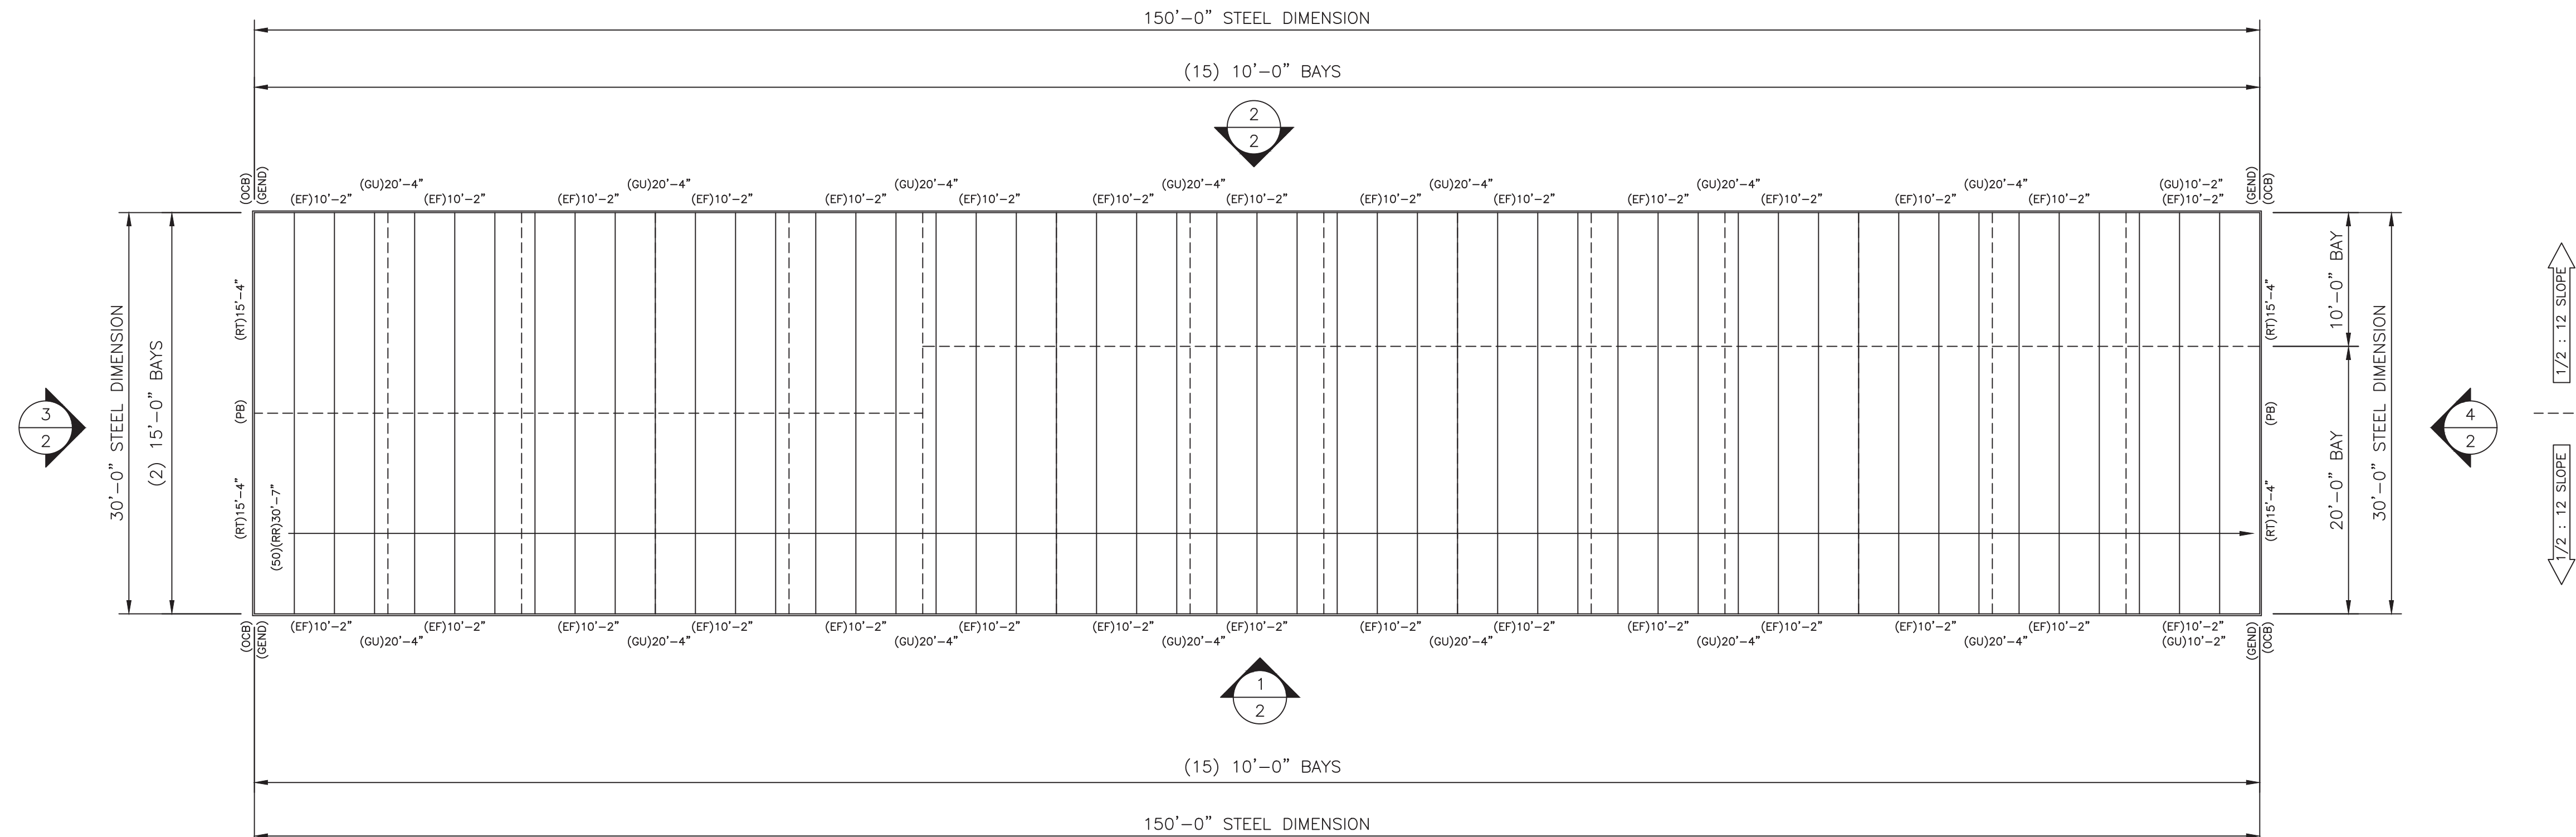 150'-0" STEEL DIMENSION
(15) 10'-0" BAYS
2
2
(OCB)
(GEND)
(GU)20'-4" (GU)20'-4" (GU)20'-4" (GU)20'-4" (GU)20'-4" (GU)20'-4" (GU)20'-4" (GU)10'-2"
(EF)10'-2" (EF)10'-2" (EF)10'-2" (EF)10'-2" (EF)10'-2" (EF)10'-2" (EF)10'-2" (EF)10'-2" (EF)10'-2" (EF)10'-2" (EF)10'-2" (EF)10'-2" (EF)10'-2" (EF)10'-2" (EF)10'-2"
(GEND)
(OCB)
3
2
30'-0" STEEL DIMENSION
(2) 15'-0" BAYS
(RT)15'-4"
(PB)
(RT)15'-4"
(50)(RR)30'-7"
(RT)15'-4"
(PB)
(RT)15'-4"
10'-0" BAY
20'-0" BAY
30'-0" STEEL DIMENSION
4
2
1/2 : 12 SLOPE
1/2 : 12 SLOPE
(OCB)
(GEND)
(EF)10'-2" (EF)10'-2" (EF)10'-2" (EF)10'-2" (EF)10'-2" (EF)10'-2" (EF)10'-2" (EF)10'-2" (EF)10'-2" (EF)10'-2" (EF)10'-2" (EF)10'-2" (EF)10'-2" (EF)10'-2" (EF)10'-2"
(GU)20'-4" (GU)20'-4" (GU)20'-4" (GU)20'-4" (GU)20'-4" (GU)20'-4" (GU)20'-4" (GU)10'-2"
(GEND)
(OCB)
1
2
(15) 10'-0" BAYS
150'-0" STEEL DIMENSION